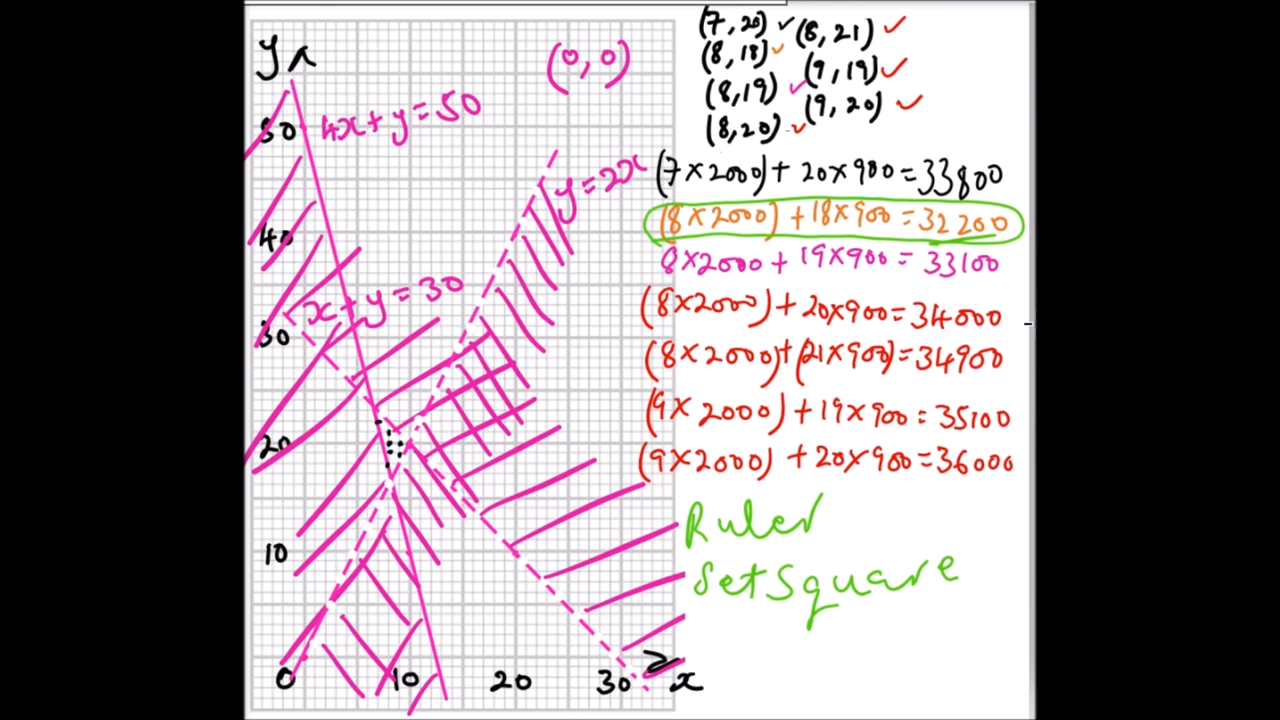 y
(0,0)
4x+y=50
50
y=2x
40
x+y=30
30
20
10
0 10 20 30 x
(7,20) ✓ (8,21) ✓
(8,18) ✓ (9,19) ✓
(8,19) ✓ (9,20) ✓
(8,20) ✓
(7×2000)+20×900=33800
(8×2000)+18×900=32200
8×2000+19×900=33100
(8×2000)+20×900=34000
(8×2000)+(21×900)=34900
(9×2000)+19×900=35100
(9×2000)+20×900=36000
Ruler
SetSquare